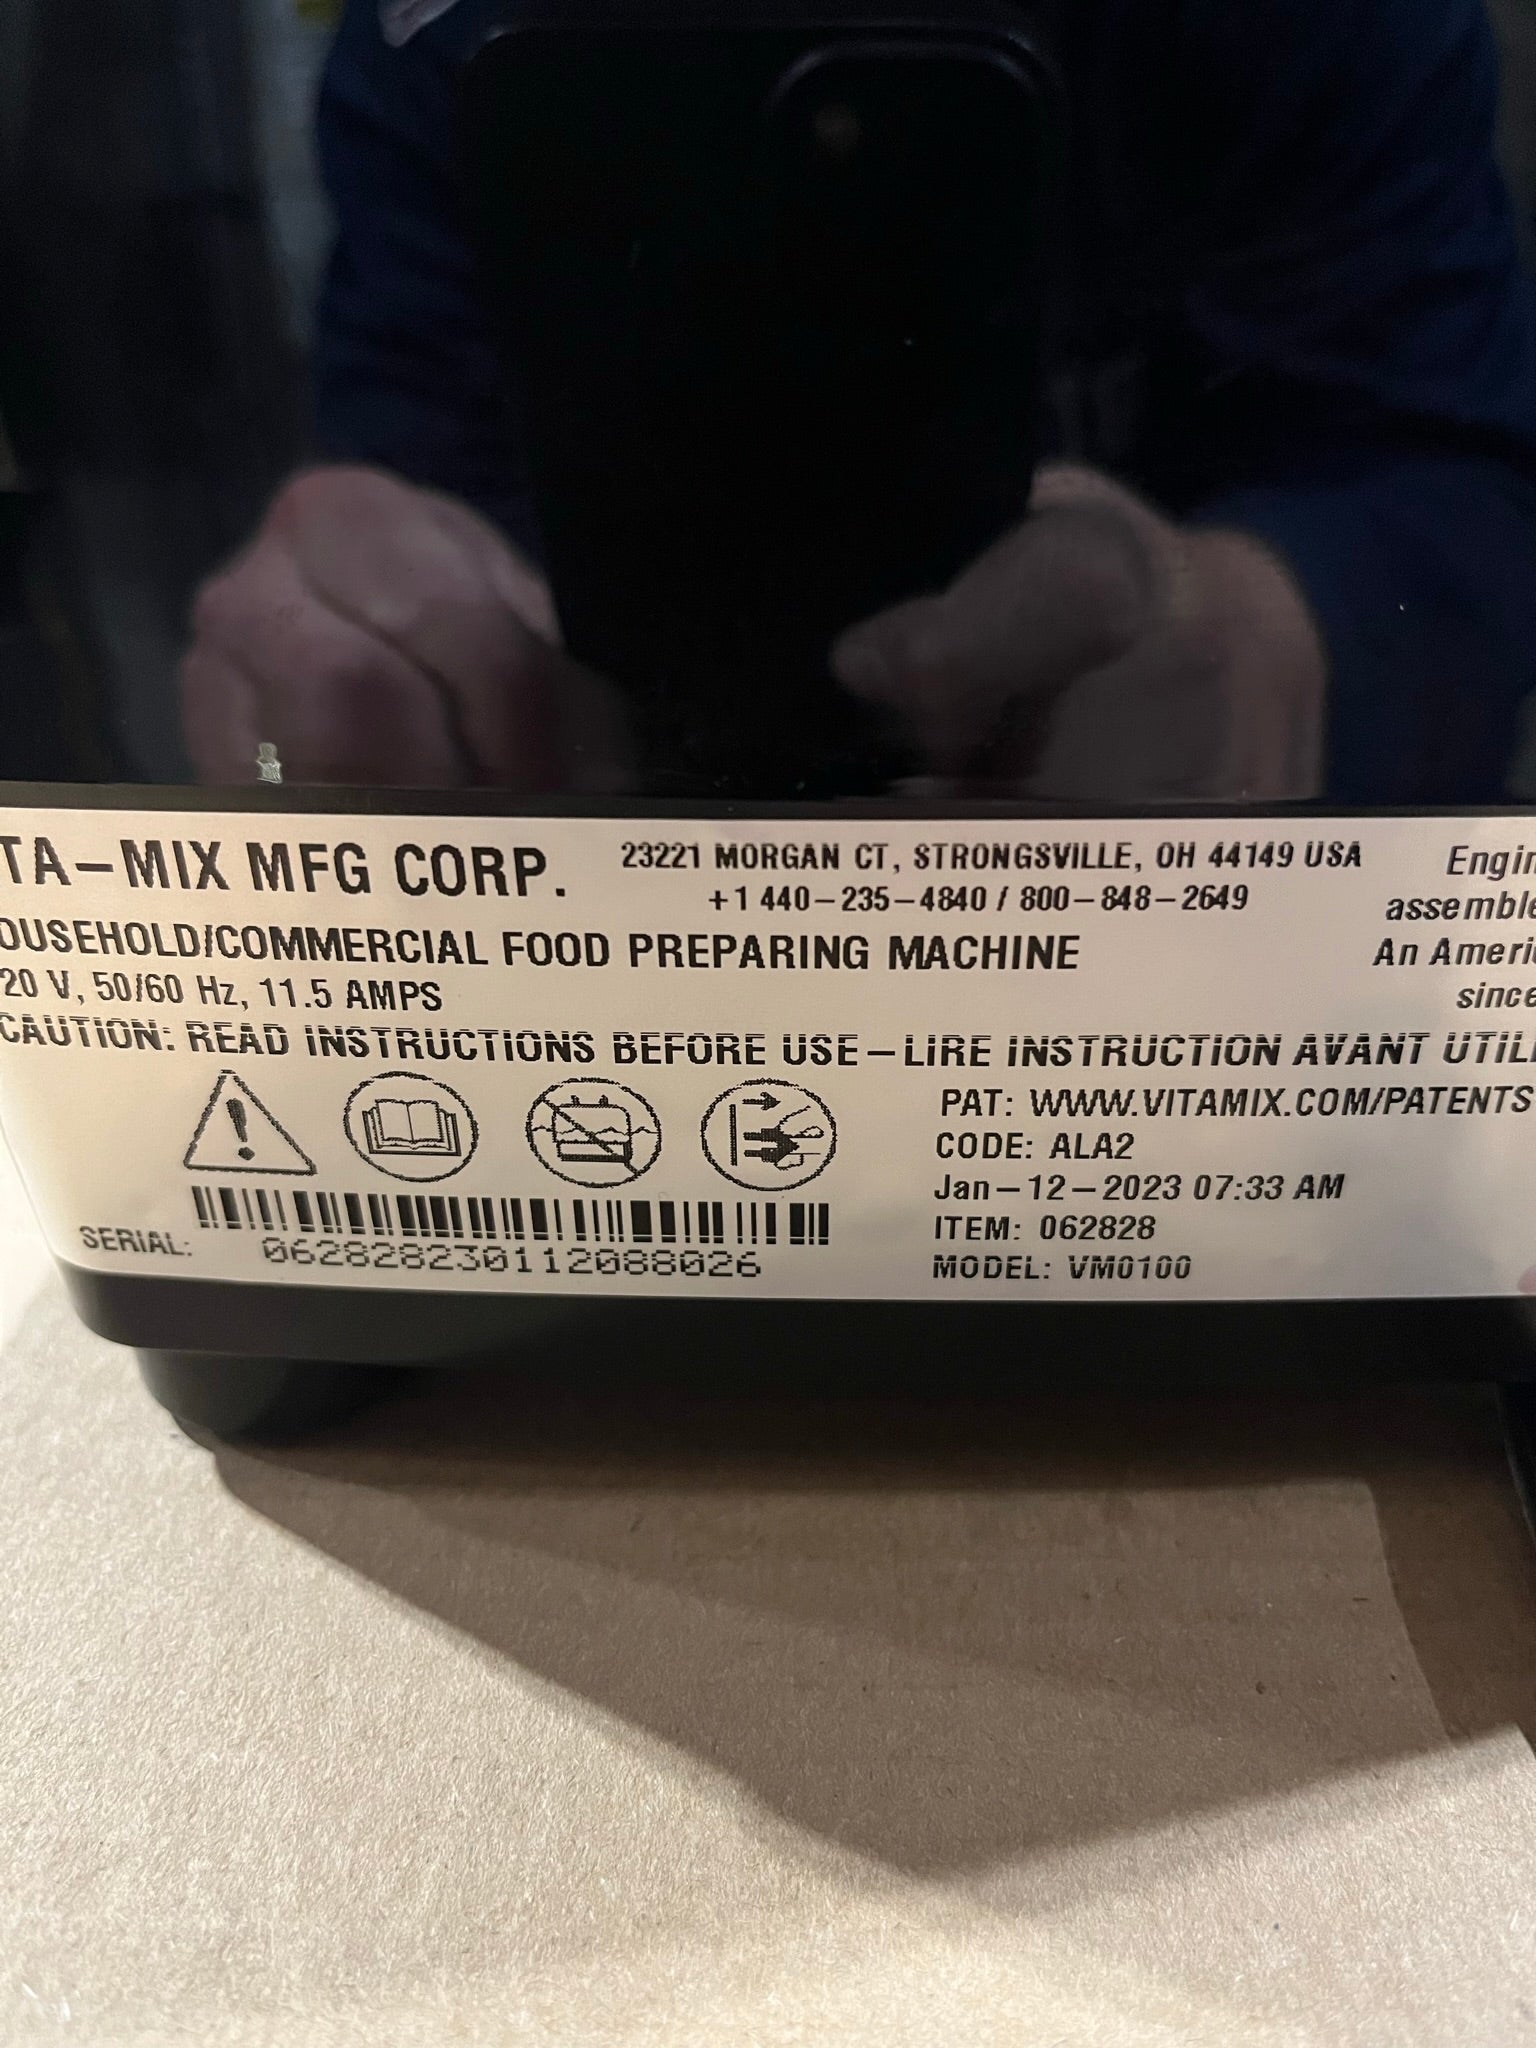 TA-MIX MFG CORP.
23221 MORGAN CT, STRONGSVILLE, OH 44149 USA
+1 440-235-4840 / 800-848-2649
OUSEHOLD/COMMERCIAL FOOD PREPARING MACHINE
20 V, 50/60 Hz, 11.5 AMPS
CAUTION: READ INSTRUCTIONS BEFORE USE-LIRE INSTRUCTION AVANT UTILI
Engin
assemble
An Americ
since
PAT: WWW.VITAMIX.COM/PATENTS
CODE: ALA2
Jan-12-2023 07:33 AM
ITEM: 062828
MODEL: VM0100
SERIAL: 062828230112088026